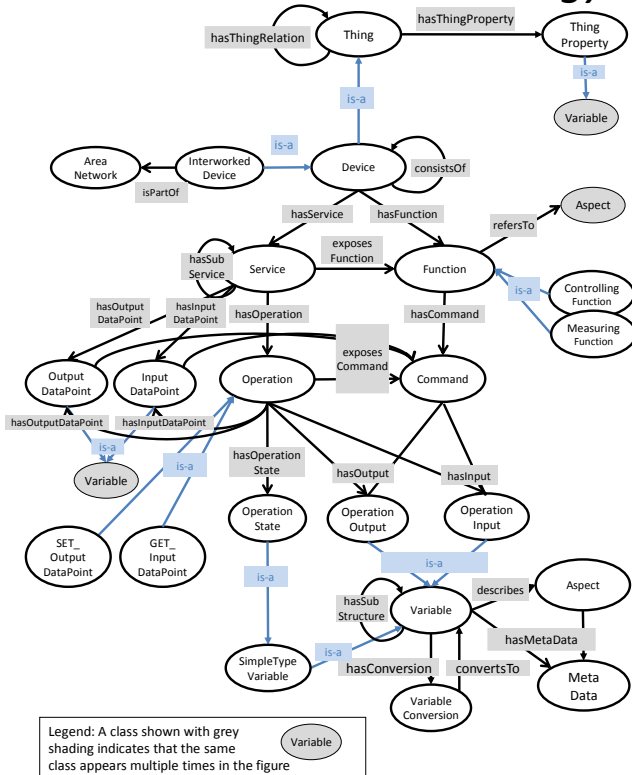 hasThingProperty
hasThingRelation
Thing
Thing
Property
is-a
is-a
Variable
is-a
Area
Network
Interworked
Device
Device
consistsOf
isPartOf
hasService
hasFunction
refersTo
Aspect
exposes
Function
hasSub
Service
Service
Function
is-a
Controlling
Function
hasOutput
DataPoint
hasInput
DataPoint
hasOperation
hasCommand
Measuring
Function
exposes
Command
Output
DataPoint
Input
DataPoint
Operation
Command
hasOutputDataPoint
hasInputDataPoint
is-a
is-a
hasOperation
State
hasOutput
hasInput
Variable
Operation
State
Operation
Output
Operation
Input
SET_
Output
DataPoint
GET_
Input
DataPoint
is-a
is-a
describes
Aspect
hasSub
Structure
Variable
hasMetaData
is-a
SimpleType
Variable
hasConversion
convertsTo
Meta
Data
Variable
Conversion
Legend: A class shown with grey
shading indicates that the same
class appears multiple times in the figure
Variable